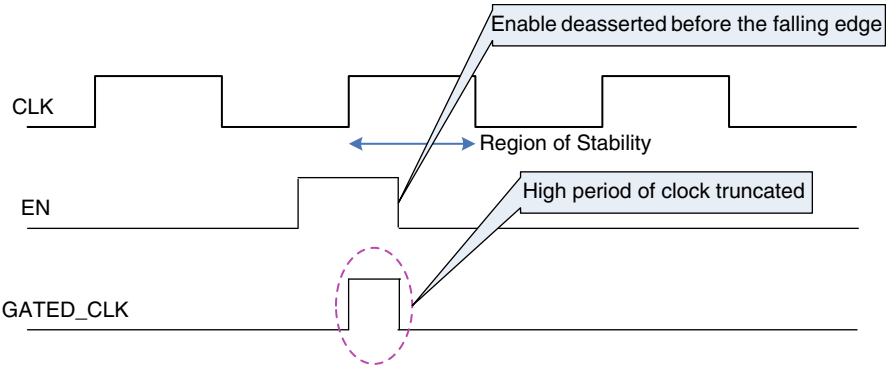 Enable deasserted before the falling edge
CLK
Region of Stability
High period of clock truncated
EN
GATED_CLK